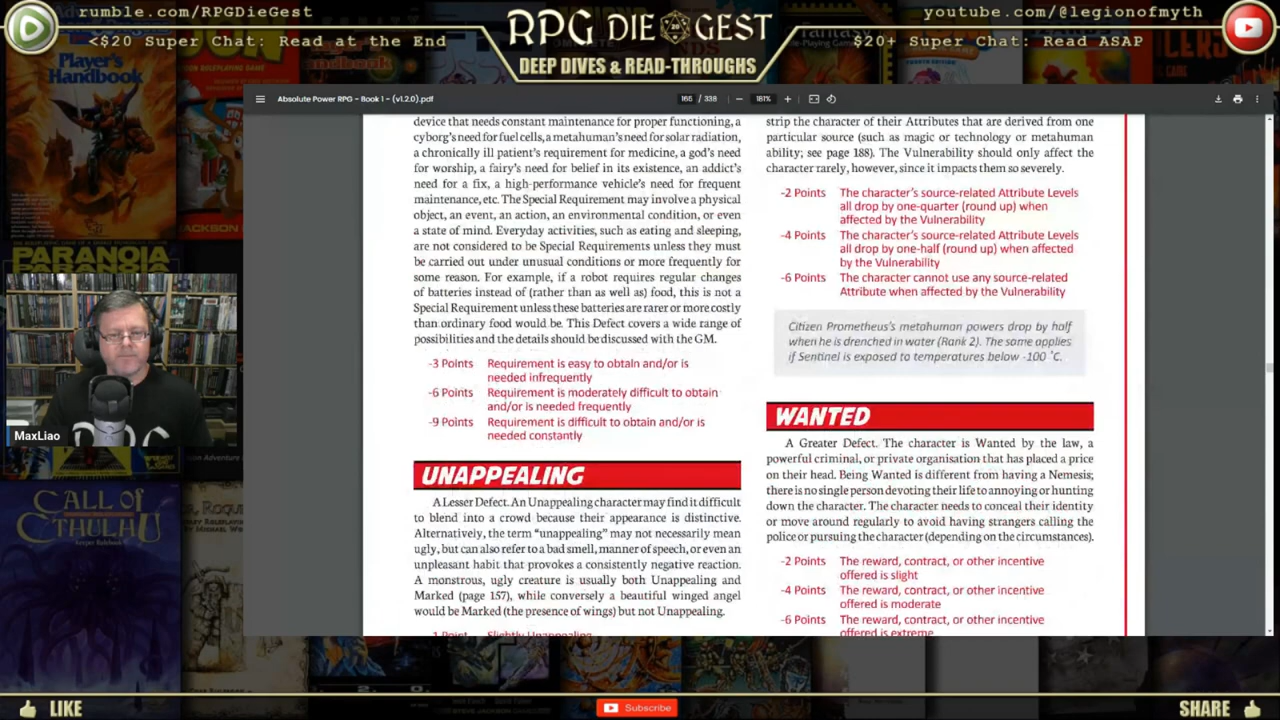 rumble.com/RPGDieGest
<$20 Super Chat: Read at the End
RPG DIE GEST
DEEP DIVES & READ-THROUGHS
youtube.com/@legionofmyth
$20+ Super Chat: Read ASAP
Player's
Handbook
PARANOIA
JACKSON
Absolute Power RPG - Book 1 - (v1.2.0).pdf
165 / 338
181%
device that needs constant maintenance for proper functioning, a
cyborg's need for fuel cells, a metahuman's need for solar radiation,
a chronically ill patient's requirement for medicine, a god's need
for worship, a fairy's need for belief in its existence, an addict's
need for a fix, a high-performance vehicle's need for frequent
maintenance, etc. The Special Requirement may involve a physical
object, an event, an action, an environmental condition, or even
a state of mind. Everyday activities, such as eating and sleeping,
are not considered to be Special Requirements unless they must
be carried out under unusual conditions or more frequently for
some reason. For example, if a robot requires regular changes
of batteries instead of (rather than as well as) food, this is not a
Special Requirement unless these batteries are rarer or more costly
than ordinary food would be. This Defect covers a wide range of
possibilities and the details should be discussed with the GM.
-3 Points Requirement is easy to obtain and/or is
needed infrequently
-6 Points Requirement is moderately difficult to obtain
and/or is needed frequently
-9 Points Requirement is difficult to obtain and/or is
needed constantly
UNAPPEALING
A Lesser Defect. An Unappealing character may find it difficult
to blend into a crowd because their appearance is distinctive.
Alternatively, the term "unappealing" may not necessarily mean
ugly, but can also refer to a bad smell, manner of speech, or even an
unpleasant habit that provokes a consistently negative reaction.
A monstrous, ugly creature is usually both Unappealing and
Marked (page 157), while conversely a beautiful winged angel
would be Marked (the presence of wings) but not Unappealing.
-1 Point Slightly Unappealing
strip the character of their Attributes that are derived from one
particular source (such as magic or technology or metahuman
ability; see page 188). The Vulnerability should only affect the
character rarely, however, since it impacts them so severely.
-2 Points The character's source-related Attribute Levels
all drop by one-quarter (round up) when
affected by the Vulnerability
-4 Points The character's source-related Attribute Levels
all drop by one-half (round up) when affected
by the Vulnerability
-6 Points The character cannot use any source-related
Attribute when affected by the Vulnerability
Citizen Prometheus's metahuman powers drop by half
when he is drenched in water (Rank 2). The same applies
if Sentinel is exposed to temperatures below -100 ˚C.
WANTED
A Greater Defect. The character is Wanted by the law, a
powerful criminal, or private organisation that has placed a price
on their head. Being Wanted is different from having a Nemesis;
there is no single person devoting their life to annoying or hunting
down the character. The character needs to conceal their identity
or move around regularly to avoid having strangers calling the
police or pursuing the character (depending on the circumstances).
-2 Points The reward, contract, or other incentive
offered is slight
-4 Points The reward, contract, or other incentive
offered is moderate
-6 Points The reward, contract, or other incentive
offered is extreme
MaxLiao
CALL of
CTHULHU
LIKE
Subscribe
SHARE